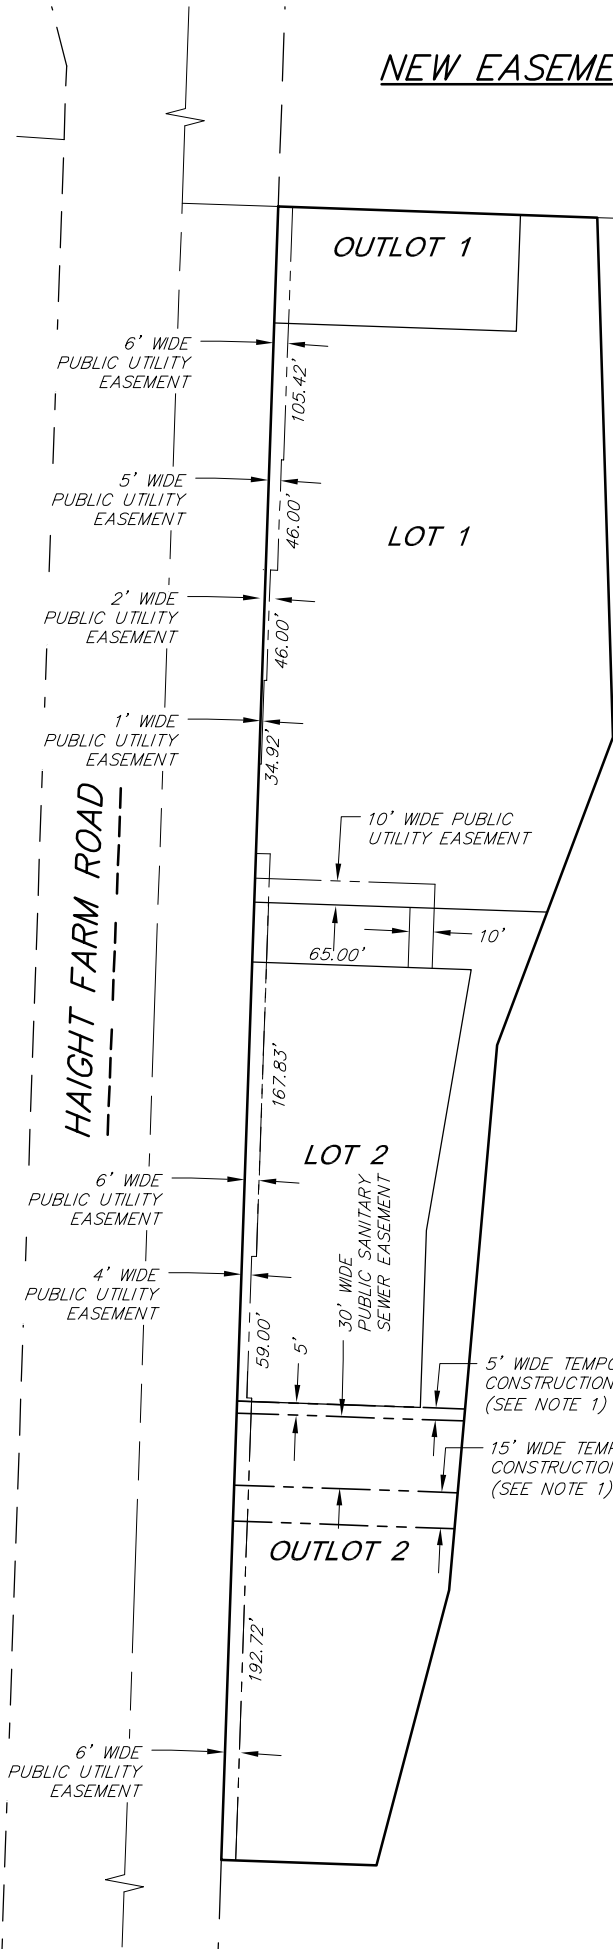 NEW EASEME
OUTLOT 1
6' WIDE
PUBLIC UTILITY
EASEMENT
105.42'
5' WIDE
PUBLIC UTILITY
EASEMENT
46.00'
LOT 1
2' WIDE
PUBLIC UTILITY
EASEMENT
46.00'
1' WIDE
PUBLIC UTILITY
EASEMENT
34.92'
HAIGHT FARM ROAD
10' WIDE PUBLIC
UTILITY EASEMENT
65.00'
10'
167.83'
LOT 2
6' WIDE
PUBLIC UTILITY
EASEMENT
30' WIDE
PUBLIC SANITARY
SEWER EASEMENT
4' WIDE
PUBLIC UTILITY
EASEMENT
59.00'
5'
5' WIDE TEMPO
CONSTRUCTION
(SEE NOTE 1)
15' WIDE TEMP
CONSTRUCTION
(SEE NOTE 1)
OUTLOT 2
192.72'
6' WIDE
PUBLIC UTILITY
EASEMENT